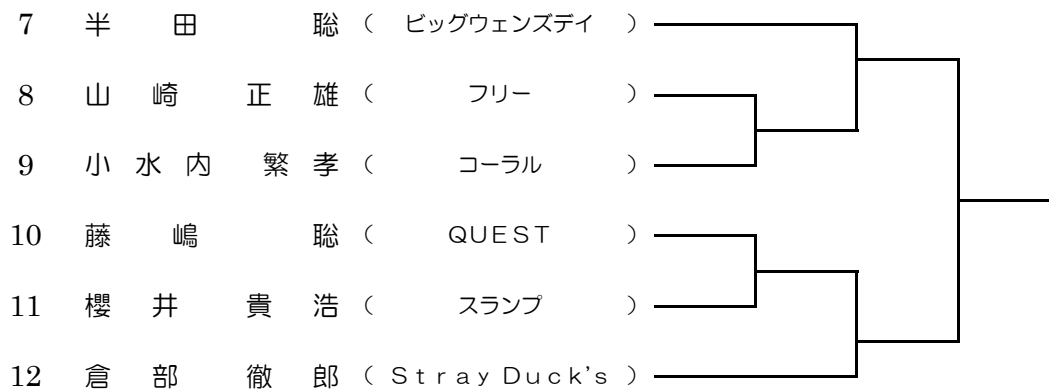 7 半田 聡 ( ビッグウェンズデイ )
8 山崎 正雄 ( フリー )
9 小水内 繁孝 ( コーラル )
10 藤嶋 聡 ( QUEST )
11 櫻井 貴浩 ( スランプ )
12 倉部 徹郎 ( Stray Duck's )